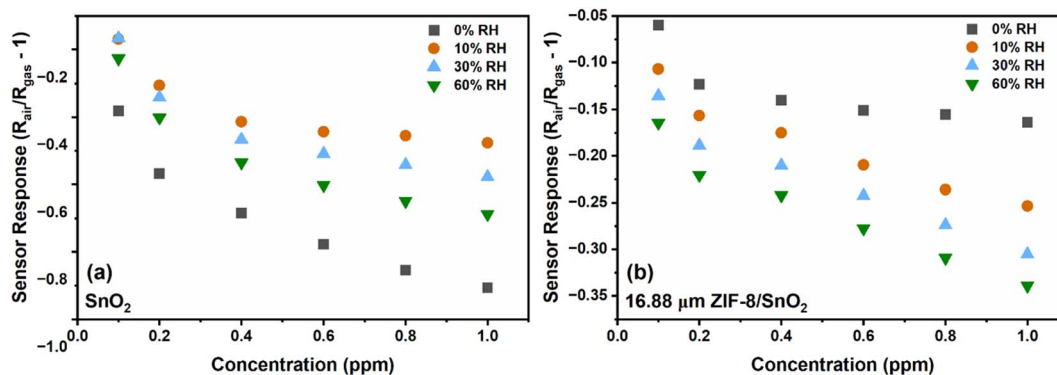 0% RH
10% RH
30% RH
60% RH
Sensor Response (Rair/Rgas - 1)
−0.2
−0.4
−0.6
−0.8
−1.0
(a)
SnO2
0.0 0.2 0.4 0.6 0.8 1.0
Concentration (ppm)
0% RH
10% RH
30% RH
60% RH
Sensor Response (Rair/Rgas - 1)
−0.05
−0.10
−0.15
−0.20
−0.25
−0.30
−0.35
(b)
16.88 μm ZIF-8/SnO2
0.0 0.2 0.4 0.6 0.8 1.0
Concentration (ppm)